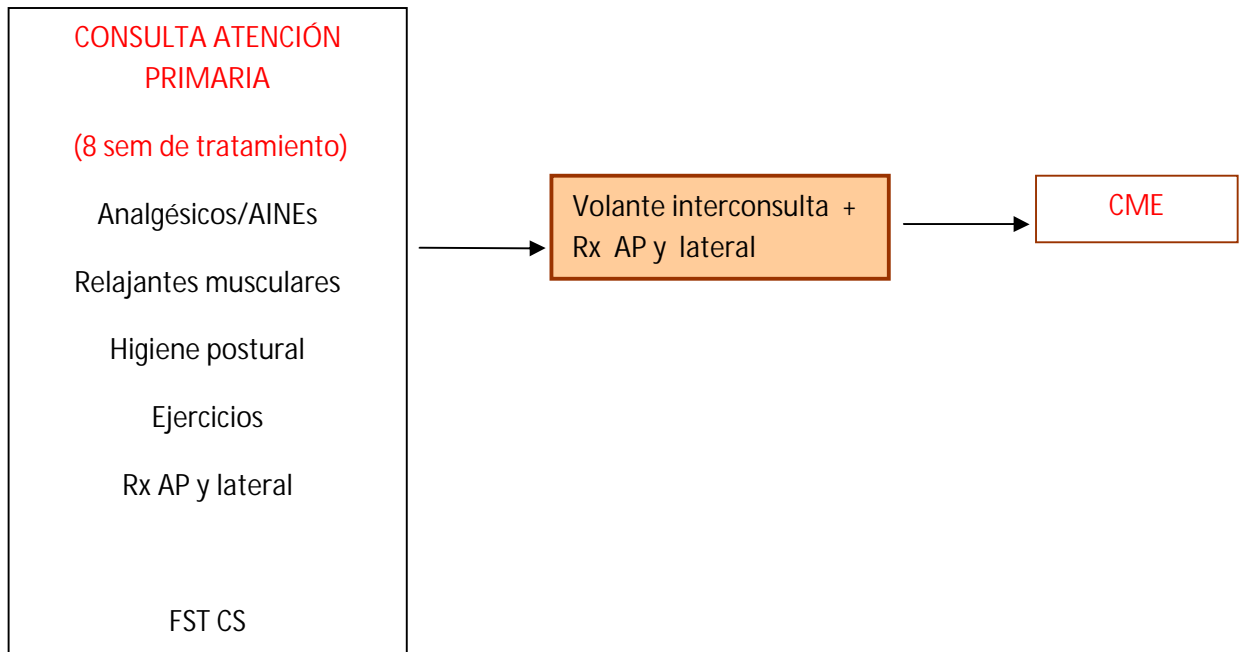 CONSULTA ATENCIÓN
PRIMARIA
(8 sem de tratamiento)
Analgésicos/AINEs
Relajantes musculares
Higiene postural
Ejercicios
Rx AP y lateral
FST CS
Volante interconsulta +
Rx AP y lateral
CME